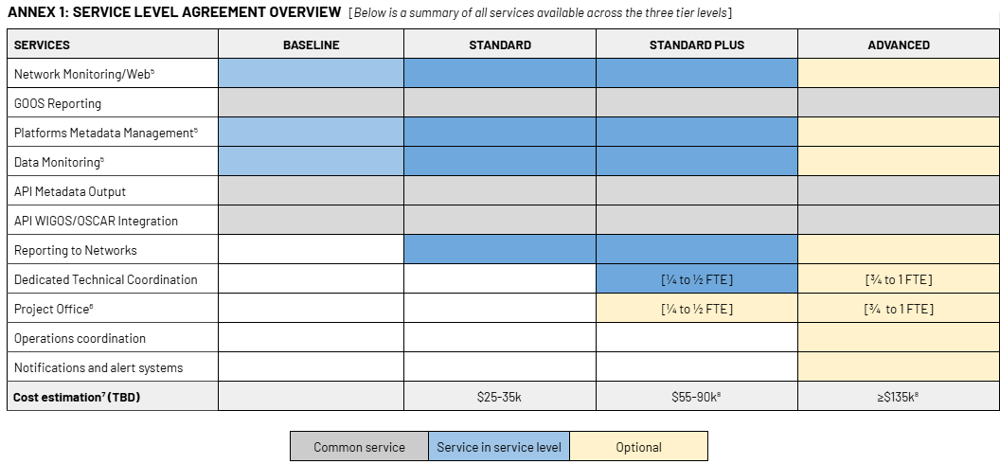 ANNEX 1: SERVICE LEVEL AGREEMENT OVERVIEW [Below is a summary of all services available across the three tier levels]
SERVICES BASELINE STANDARD STANDARD PLUS ADVANCED
Network Monitoring/Web⁵
GOOS Reporting
Platforms Metadata Management⁵
Data Monitoring⁵
API Metadata Output
API WIGOS/OSCAR Integration
Reporting to Networks
Dedicated Technical Coordination [¼ to ½ FTE] [¾ to 1 FTE]
Project Office⁶ [¼ to ½ FTE] [¾ to 1 FTE]
Operations coordination
Notifications and alert systems
Cost estimation⁷ (TBD) $25-35k $55-90k⁸ ≥$135k⁸
Common service Service in service level Optional